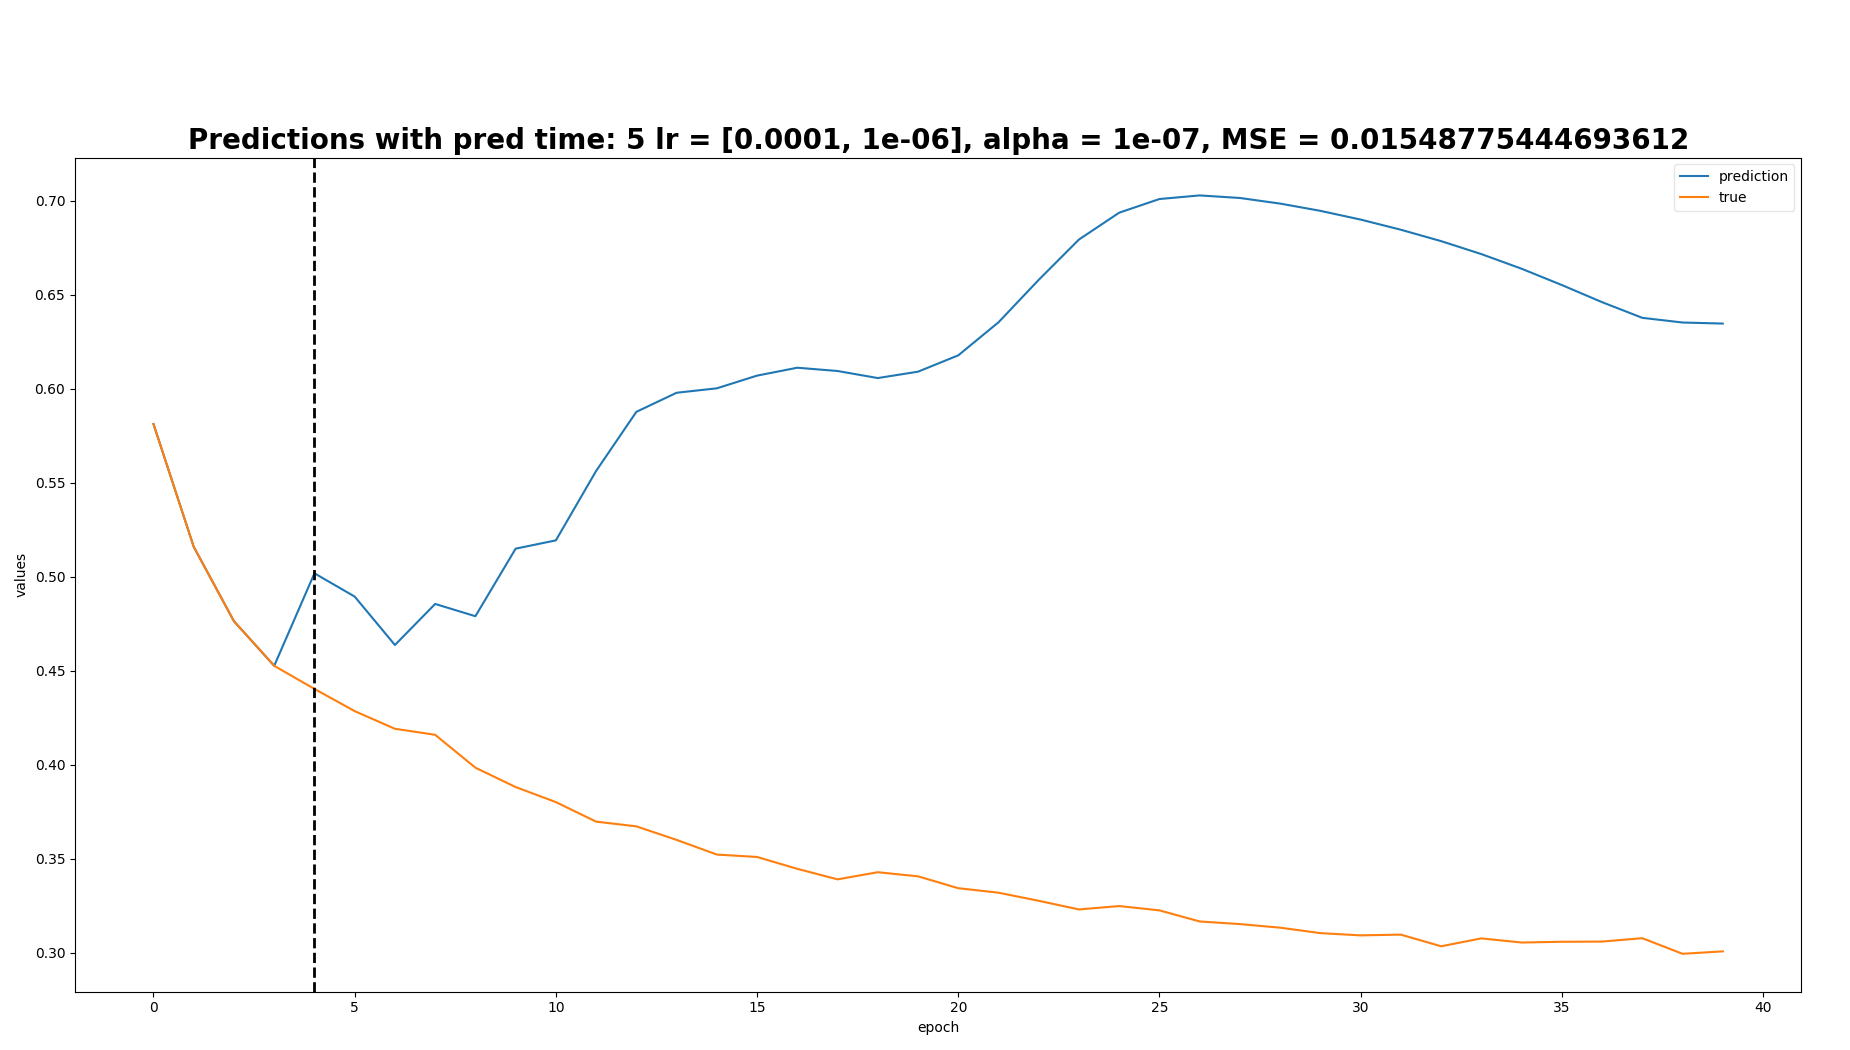 Predictions with pred time: 5 lr = [0.0001, 1e-06], alpha = 1e-07, MSE = 0.01548775444693612
prediction
true
0.70
0.65
0.60
0.55
0.50
0.45
0.40
0.35
0.30
values
0 5 10 15 20 25 30 35 40
epoch